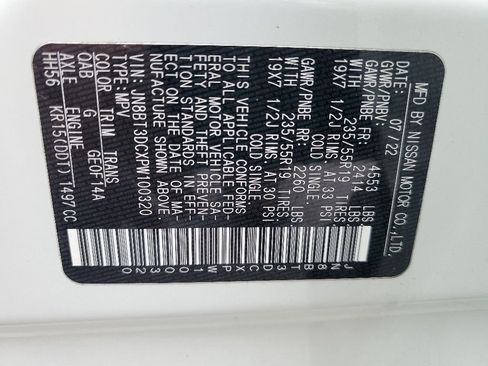 MFD BY NISSAN MOTOR CO., LTD.
DATE: 07/22
GVWR/PNBV: 4553 LBS.
GAWR/PNBE FR: 2414 LBS.
WITH 235/55R19 TIRES
19X7 1/2J RIMS, AT 33 PSI
COLD SINGLE
GAWR/PNBE RR: 2260 LBS.
WITH 235/55R19 TIRES
19X7 1/2J RIMS, AT 30 PSI
COLD SINGLE
THIS VEHICLE CONFORMS
TO ALL APPLICABLE FED-
ERAL MOTOR VEHICLE SA-
FETY AND THEFT PREVEN-
TION STANDARDS IN EFF-
ECT ON THE DATE OF MA-
NUFACTURE SHOWN ABOVE.
VIN: JN8BT3DCXPW100320
TYPE: MPV
COLOR TRIM TRANS
QAB G GE0F14A
AXLE ENGINE
HH56 KR15(DDT) 1497CC
JN8BT3DCXPW100320